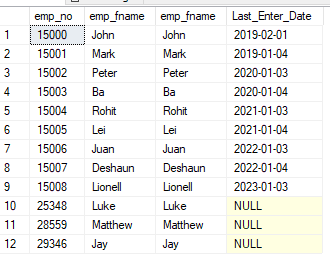 emp_no emp_fname emp_fname Last_Enter_Date
1 15000 John John 2019-02-01
2 15001 Mark Mark 2019-01-04
3 15002 Peter Peter 2020-01-03
4 15003 Ba Ba 2020-01-04
5 15004 Rohit Rohit 2021-01-03
6 15005 Lei Lei 2021-01-04
7 15006 Juan Juan 2022-01-03
8 15007 Deshaun Deshaun 2022-01-04
9 15008 Lionell Lionell 2023-01-03
10 25348 Luke Luke NULL
11 28559 Matthew Matthew NULL
12 29346 Jay Jay NULL